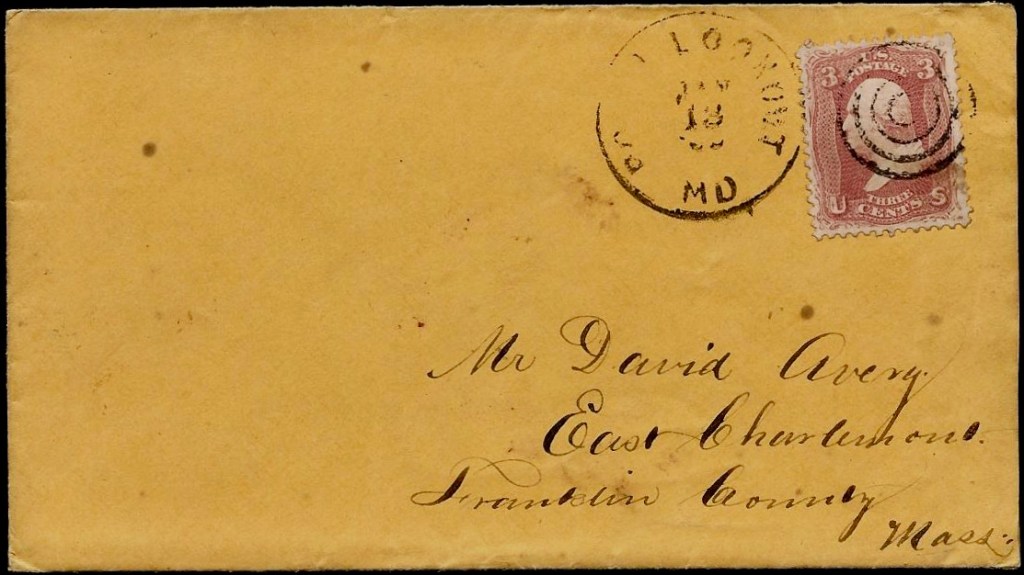 LOOKOUT
JAN
18
MD
3 U.S. 3
POSTAGE
U THREE S
CENTS
Mr David Avery.
East Charlemont.
Franklin County
Mass.